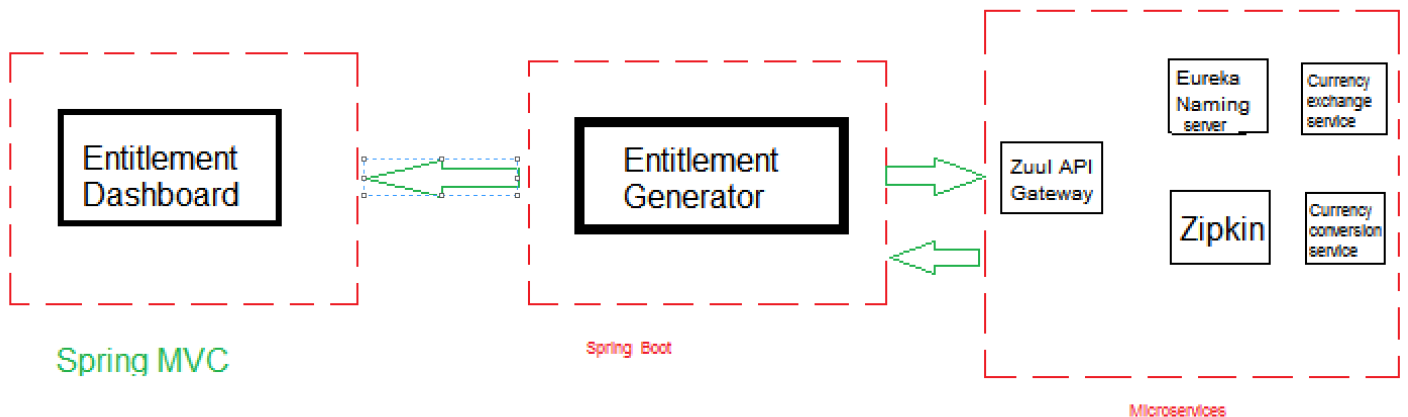 Entitlement
Dashboard
Spring MVC
Entitlement
Generator
Spring Boot
Zuul API
Gateway
Eureka
Naming
server
Currency
exchange
service
Zipkin
Currency
conversion
service
Microservices